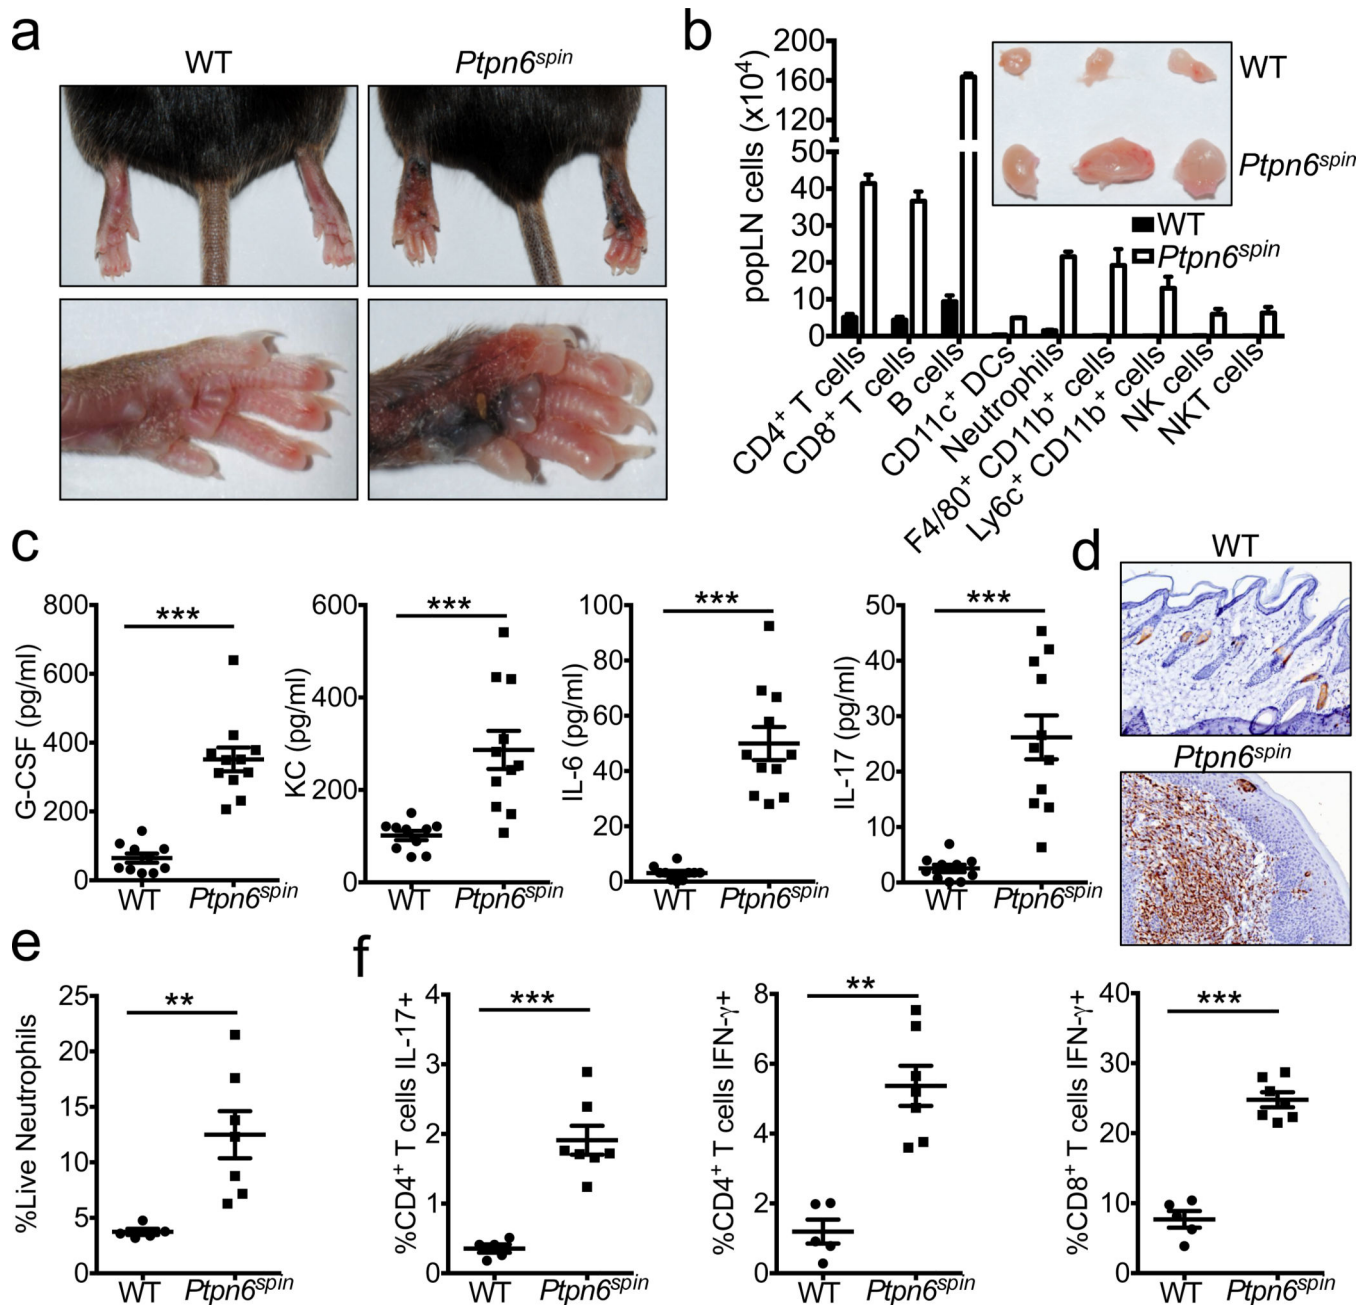 a
WT
Ptpn6spin
b
popLN cells (x10⁴)
200
160
120
50
40
30
20
10
0
WT
Ptpn6spin
WT
Ptpn6spin
CD4⁺ T cells
CD8⁺ T cells
B cells
CD11c⁺ DCs
Neutrophils
F4/80⁺ CD11b⁺ cells
Ly6c⁺ CD11b⁺ cells
NK cells
NKT cells
c
G-CSF (pg/ml)
800
600
400
200
0
***
WT
Ptpn6spin
KC (pg/ml)
600
400
200
0
***
WT
Ptpn6spin
IL-6 (pg/ml)
100
80
60
40
20
0
***
WT
Ptpn6spin
IL-17 (pg/ml)
50
40
30
20
10
0
***
WT
Ptpn6spin
d
WT
Ptpn6spin
e
%Live Neutrophils
25
20
15
10
5
0
**
WT
Ptpn6spin
f
%CD4⁺ T cells IL-17+
4
3
2
1
0
***
WT
Ptpn6spin
%CD4⁺ T cells IFN-γ+
8
6
4
2
0
**
WT
Ptpn6spin
%CD8⁺ T cells IFN-γ+
40
30
20
10
0
***
WT
Ptpn6spin